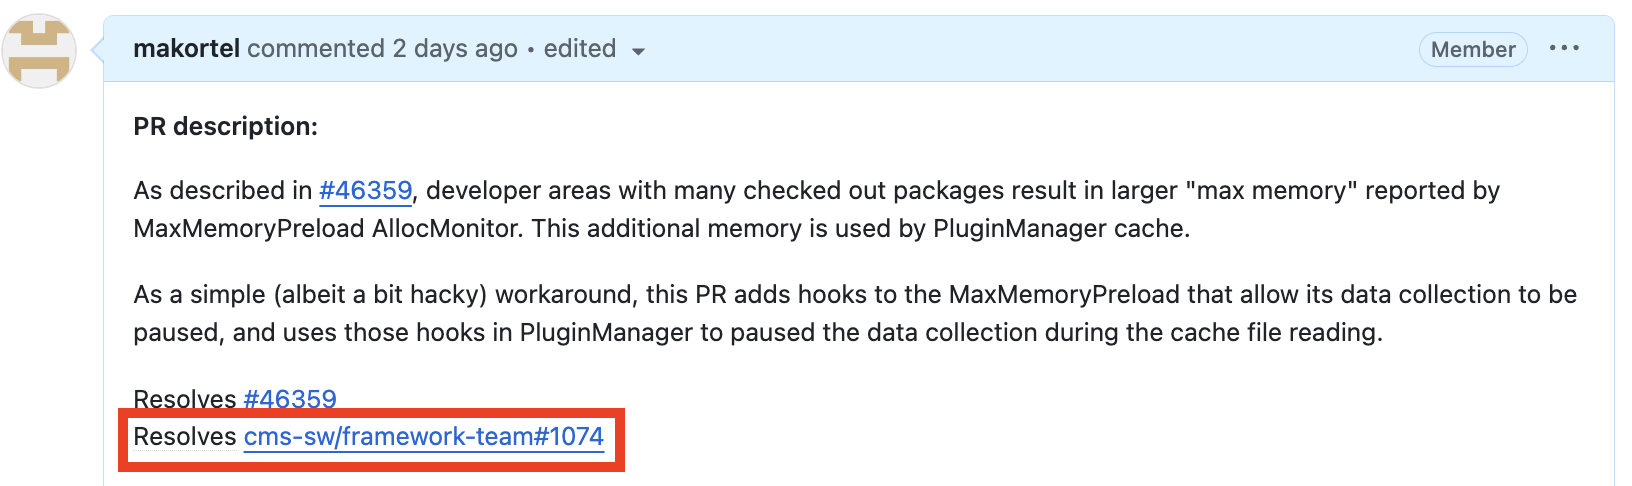 makortel commented 2 days ago • edited
Member
PR description:
As described in #46359, developer areas with many checked out packages result in larger "max memory" reported by
MaxMemoryPreload AllocMonitor. This additional memory is used by PluginManager cache.
As a simple (albeit a bit hacky) workaround, this PR adds hooks to the MaxMemoryPreload that allow its data collection to be
paused, and uses those hooks in PluginManager to paused the data collection during the cache file reading.
Resolves #46359
Resolves cms-sw/framework-team#1074